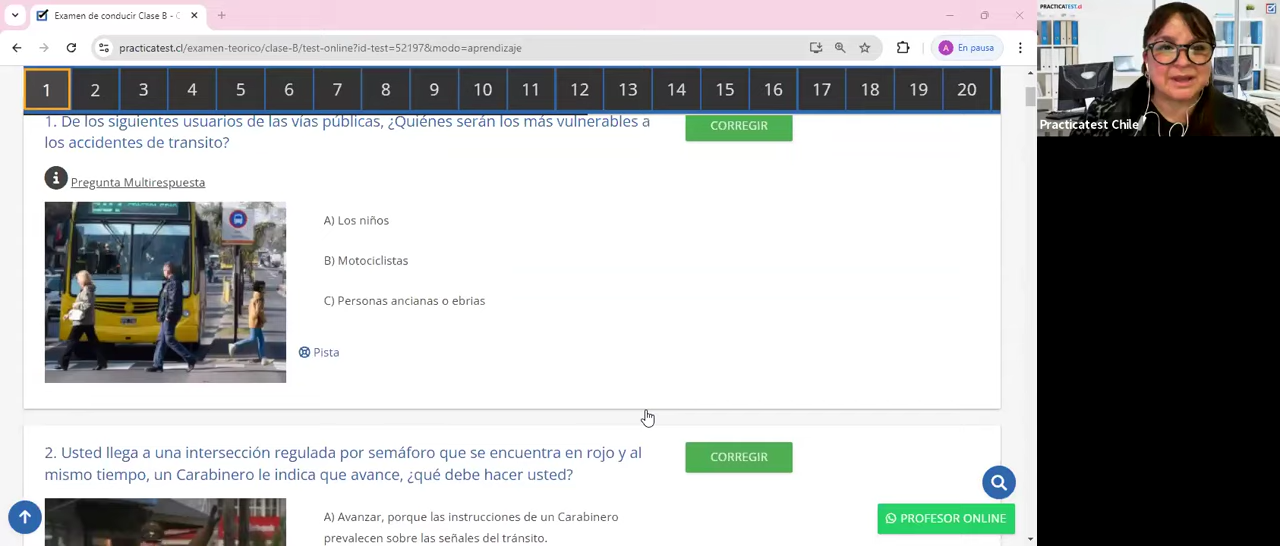 Examen de conducir Clase B - C
practicatest.cl/examen-teorico/clase-B/test-online?id-test=52197&modo=aprendizaje
A
En pausa
1 2 3 4 5 6 7 8 9 10 11 12 13 14 15 16 17 18 19 20
1. De los siguientes usuarios de las vías públicas, ¿Quiénes serán los más vulnerables a
los accidentes de transito?
CORREGIR
Pregunta Multirespuesta
A) Los niños
B) Motociclistas
C) Personas ancianas o ebrias
Pista
2. Usted llega a una intersección regulada por semáforo que se encuentra en rojo y al
mismo tiempo, un Carabinero le indica que avance, ¿qué debe hacer usted?
CORREGIR
A) Avanzar, porque las instrucciones de un Carabinero
prevalecen sobre las señales del tránsito.
PROFESOR ONLINE
PRACTICATEST.cl
Practicatest Chile